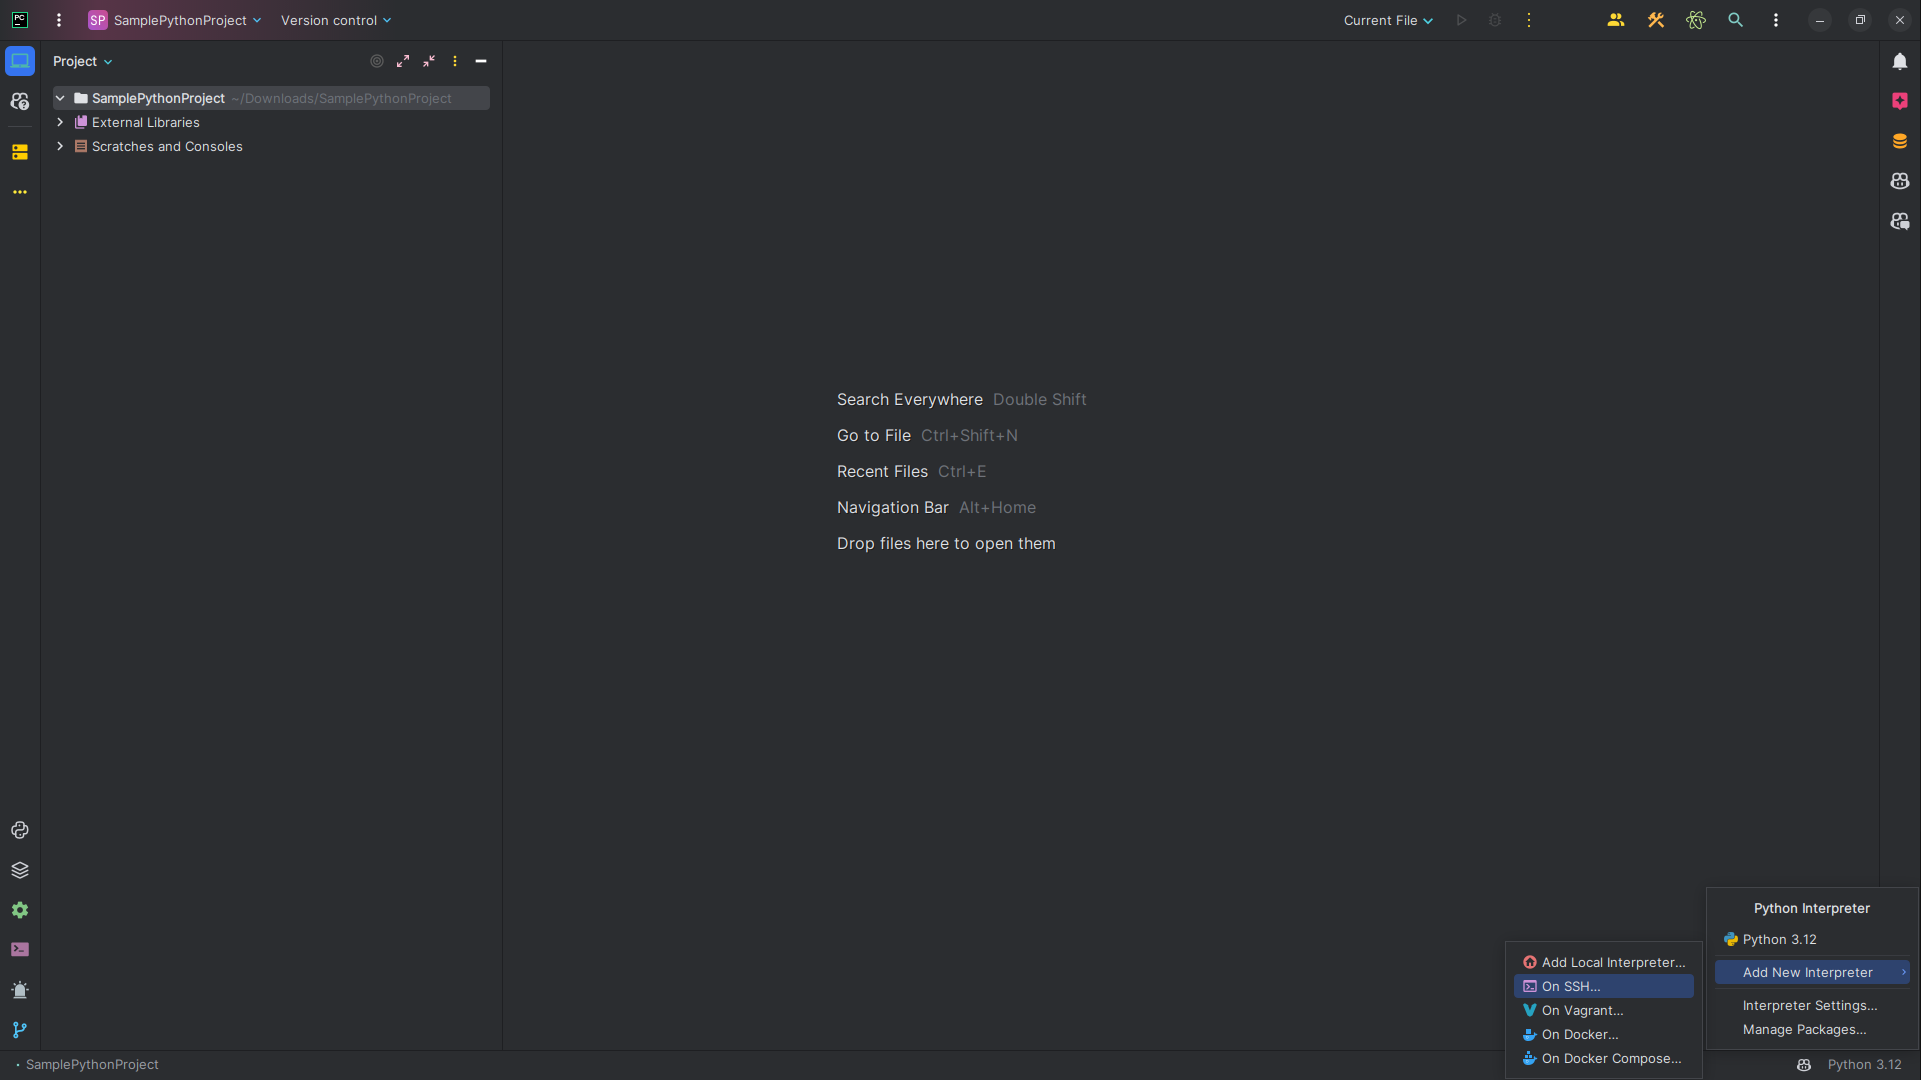 PC
SP SamplePythonProject
Version control
Current File
Project
SamplePythonProject ~/Downloads/SamplePythonProject
External Libraries
Scratches and Consoles
Search Everywhere Double Shift
Go to File Ctrl+Shift+N
Recent Files Ctrl+E
Navigation Bar Alt+Home
Drop files here to open them
Python Interpreter
Python 3.12
Add New Interpreter
Interpreter Settings...
Manage Packages...
Add Local Interpreter...
On SSH...
On Vagrant...
On Docker...
On Docker Compose...
SamplePythonProject
Python 3.12